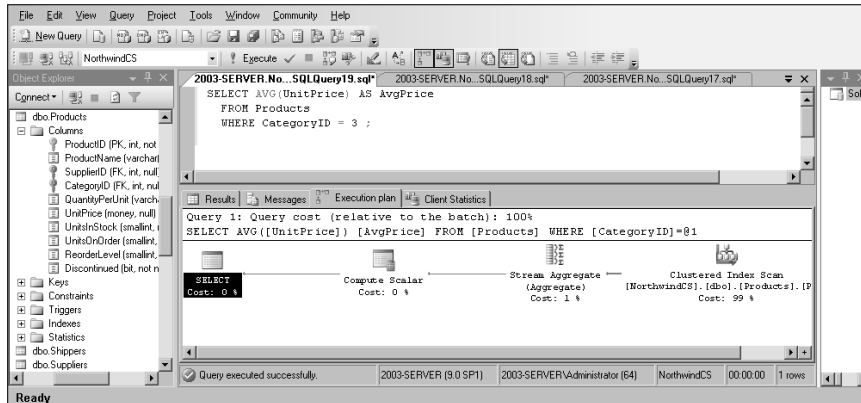 File Edit View Query Project Tools Window Community Help
New Query
NorthwindCS Execute
Object Explorer
Connect
dbo.Products
Columns
ProductID (PK, int, not
ProductName (varchar(
SupplierID (FK, int, null
CategoryID (FK, int, nul
QuantityPerUnit (varch
UnitPrice (money, null)
UnitsInStock (smallint,
UnitsOnOrder (smallint,
ReorderLevel (smallint,
Discontinued (bit, not n
Keys
Constraints
Triggers
Indexes
Statistics
dbo.Shippers
dbo.Suppliers
2003-SERVER.No...SQLQuery19.sql* 2003-SERVER.No...SQLQuery18.sql* 2003-SERVER.No...SQLQuery17.sql*
SELECT AVG(UnitPrice) AS AvgPrice
FROM Products
WHERE CategoryID = 3 ;
Results Messages Execution plan Client Statistics
Query 1: Query cost (relative to the batch): 100%
SELECT AVG([UnitPrice]) [AvgPrice] FROM [Products] WHERE [CategoryID]=@1
SELECT
Cost: 0 %
Compute Scalar
Cost: 0 %
Stream Aggregate
(Aggregate)
Cost: 1 %
Clustered Index Scan
[NorthwindCS].[dbo].[Products].[P
Cost: 99 %
Query executed successfully. 2003-SERVER (9.0 SP1) 2003-SERVER\Administrator (64) NorthwindCS 00:00:00 1 rows
Sol
Ready